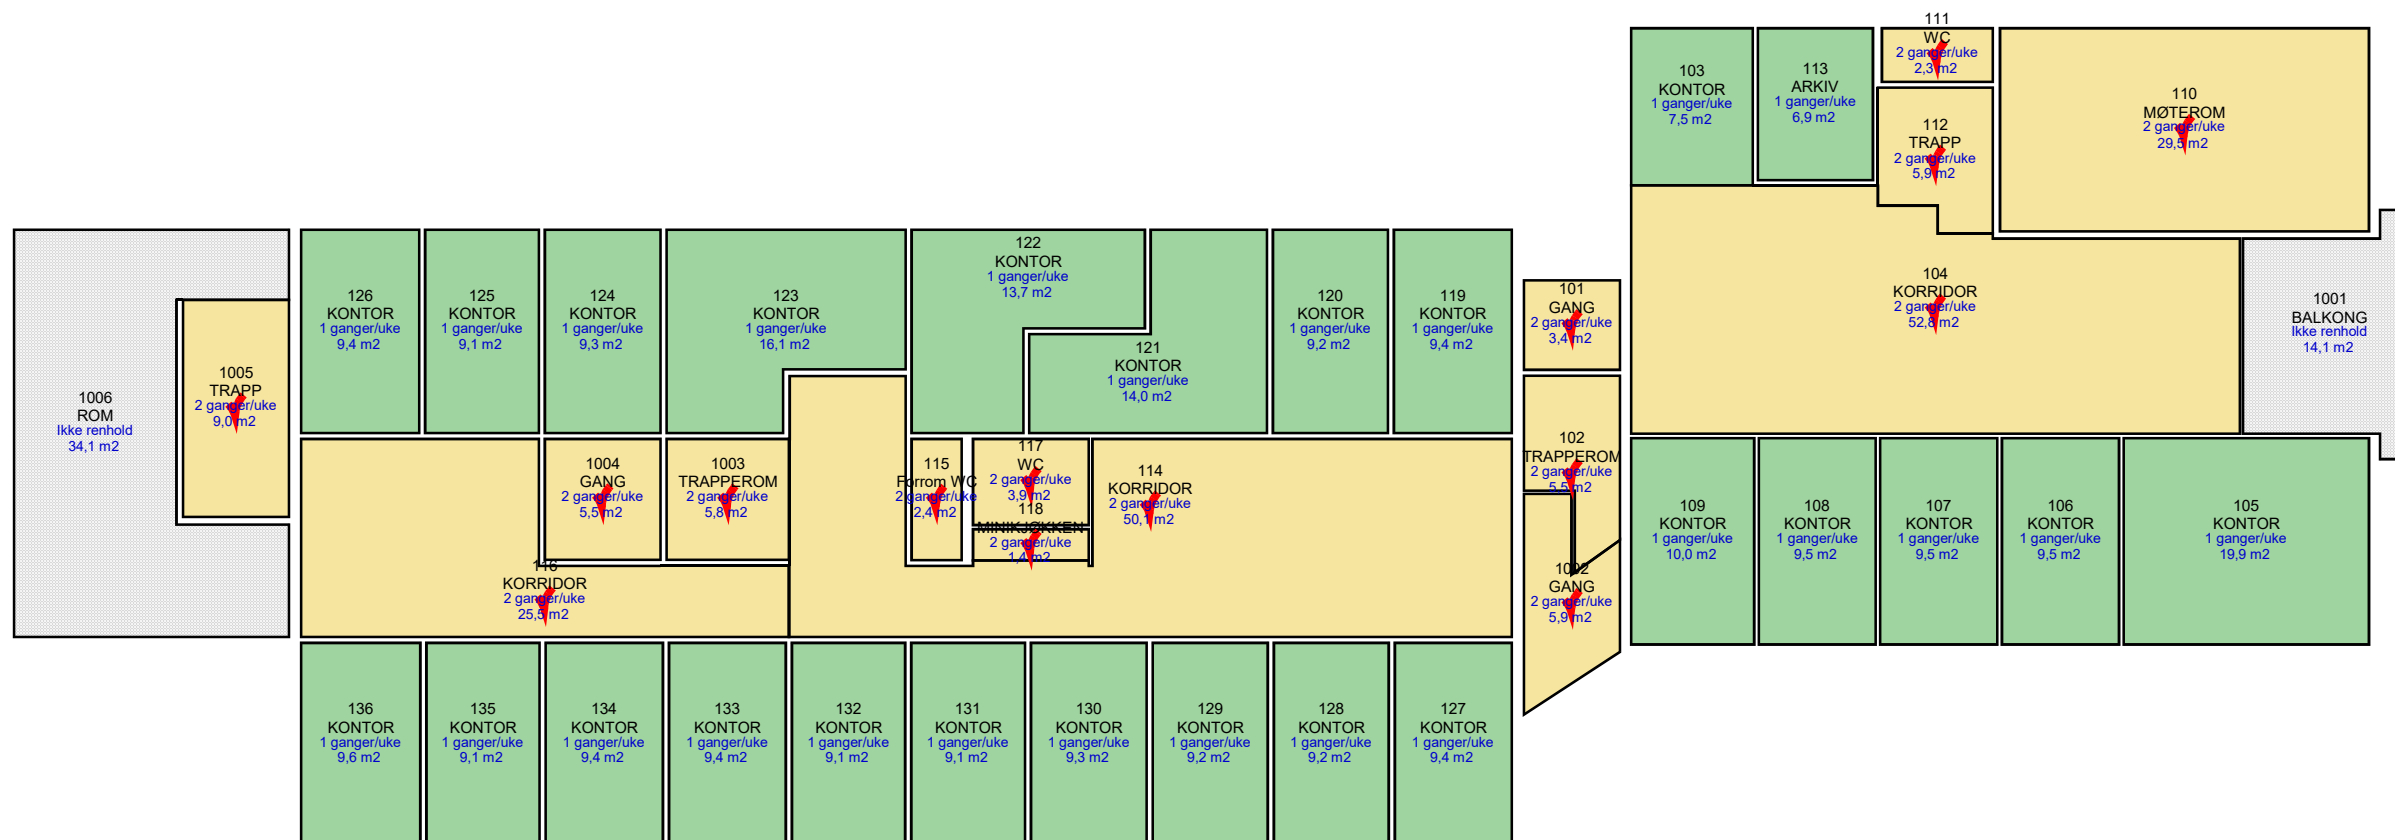 111
WC
2 ganger/uke
2,3 m2
103
KONTOR
1 ganger/uke
7,5 m2
113
ARKIV
1 ganger/uke
6,9 m2
112
TRAPP
2 ganger/uke
5,9 m2
110
MØTEROM
2 ganger/uke
29,5 m2
104
KORRIDOR
2 ganger/uke
52,8 m2
1001
BALKONG
Ikke renhold
14,1 m2
1006
ROM
Ikke renhold
34,1 m2
1005
TRAPP
2 ganger/uke
9,0 m2
126
KONTOR
1 ganger/uke
9,4 m2
125
KONTOR
1 ganger/uke
9,1 m2
124
KONTOR
1 ganger/uke
9,3 m2
123
KONTOR
1 ganger/uke
16,1 m2
122
KONTOR
1 ganger/uke
13,7 m2
121
KONTOR
1 ganger/uke
14,0 m2
120
KONTOR
1 ganger/uke
9,2 m2
119
KONTOR
1 ganger/uke
9,4 m2
101
GANG
2 ganger/uke
3,4 m2
102
TRAPPEROM
2 ganger/uke
5,5 m2
1002
GANG
2 ganger/uke
5,9 m2
1004
GANG
2 ganger/uke
5,5 m2
1003
TRAPPEROM
2 ganger/uke
5,8 m2
115
Forrom WC
2 ganger/uke
2,4 m2
117
WC
2 ganger/uke
3,9 m2
118
MINIKJØKKEN
2 ganger/uke
1,4 m2
114
KORRIDOR
2 ganger/uke
50,1 m2
116
KORRIDOR
2 ganger/uke
25,5 m2
109
KONTOR
1 ganger/uke
10,0 m2
108
KONTOR
1 ganger/uke
9,5 m2
107
KONTOR
1 ganger/uke
9,5 m2
106
KONTOR
1 ganger/uke
9,5 m2
105
KONTOR
1 ganger/uke
19,9 m2
136
KONTOR
1 ganger/uke
9,6 m2
135
KONTOR
1 ganger/uke
9,1 m2
134
KONTOR
1 ganger/uke
9,4 m2
133
KONTOR
1 ganger/uke
9,4 m2
132
KONTOR
1 ganger/uke
9,1 m2
131
KONTOR
1 ganger/uke
9,1 m2
130
KONTOR
1 ganger/uke
9,3 m2
129
KONTOR
1 ganger/uke
9,2 m2
128
KONTOR
1 ganger/uke
9,2 m2
127
KONTOR
1 ganger/uke
9,4 m2